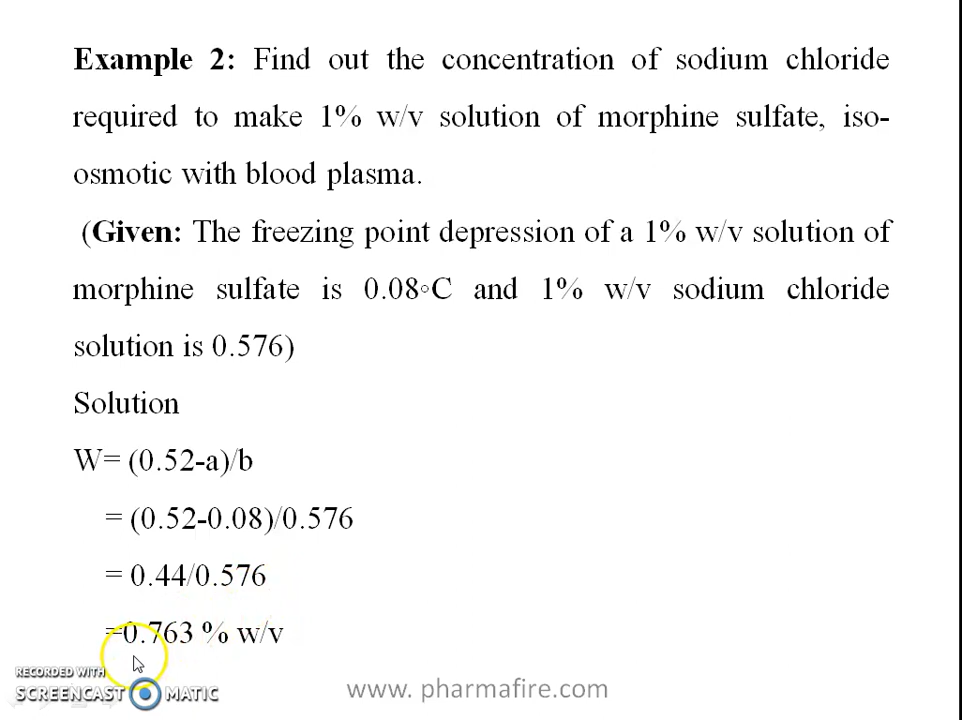 Example 2: Find out the concentration of sodium chloride
required to make 1% w/v solution of morphine sulfate, iso-
osmotic with blood plasma.
(Given: The freezing point depression of a 1% w/v solution of
morphine sulfate is 0.08◦C and 1% w/v sodium chloride
solution is 0.576)
Solution
W= (0.52-a)/b
= (0.52-0.08)/0.576
= 0.44/0.576
=0.763 % w/v
RECORDED WITH
SCREENCAST MATIC
www. pharmafire.com